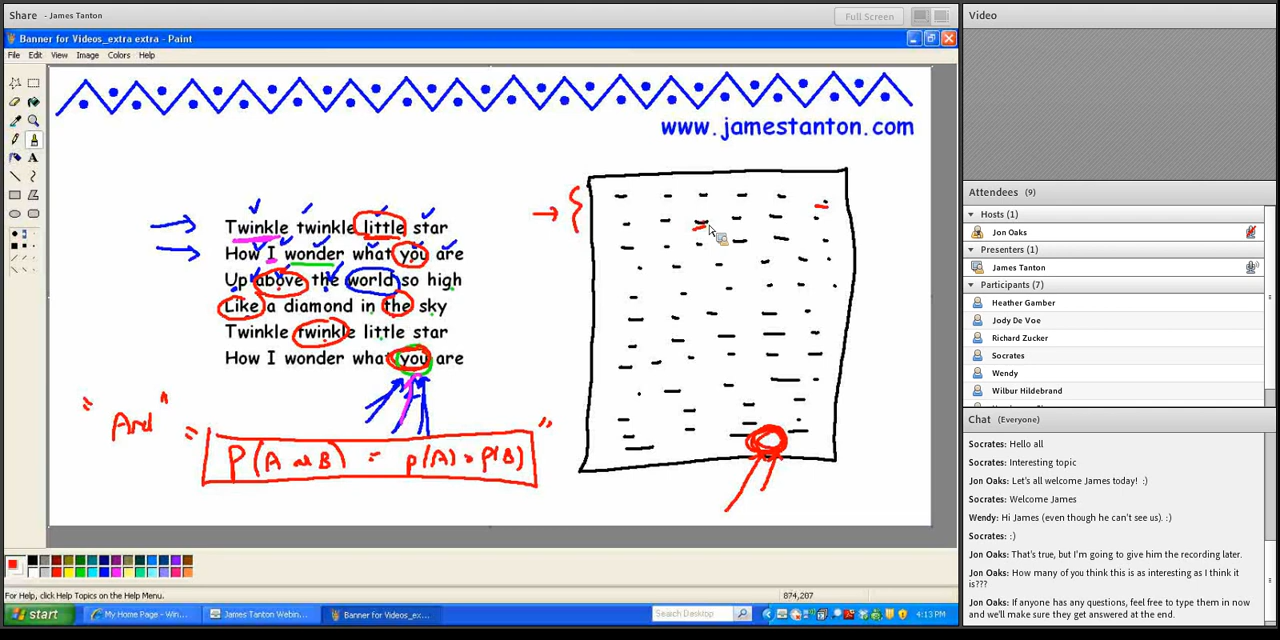 Share - James Tanton
Full Screen
Video
Banner for Videos_extra extra - Paint
File Edit View Image Colors Help
www.jamestanton.com
Twinkle twinkle little star
How I wonder what you are
Up above the world so high
Like a diamond in the sky
Twinkle twinkle little star
How I wonder what you are
"And" = P(A and B) = p(A) × p(B)
For Help, click Help Topics on the Help Menu.
874,207
start
My Home Page - Win...
James Tanton Webin...
Banner for Videos_ex...
Search Desktop
4:13 PM
Attendees (9)
Hosts (1)
Jon Oaks
Presenters (1)
James Tanton
Participants (7)
Heather Gamber
Jody De Voe
Richard Zucker
Socrates
Wendy
Wilbur Hildebrand
Chat (Everyone)
Socrates: Hello all
Socrates: Interesting topic
Jon Oaks: Let's all welcome James today! :)
Socrates: Welcome James
Wendy: Hi James (even though he can't see us). :)
Socrates: :)
Jon Oaks: That's true, but I'm going to give him the recording later.
Jon Oaks: How many of you think this is as interesting as I think it
is???
Jon Oaks: If anyone has any questions, feel free to type them in now
and we'll make sure they get answered at the end.